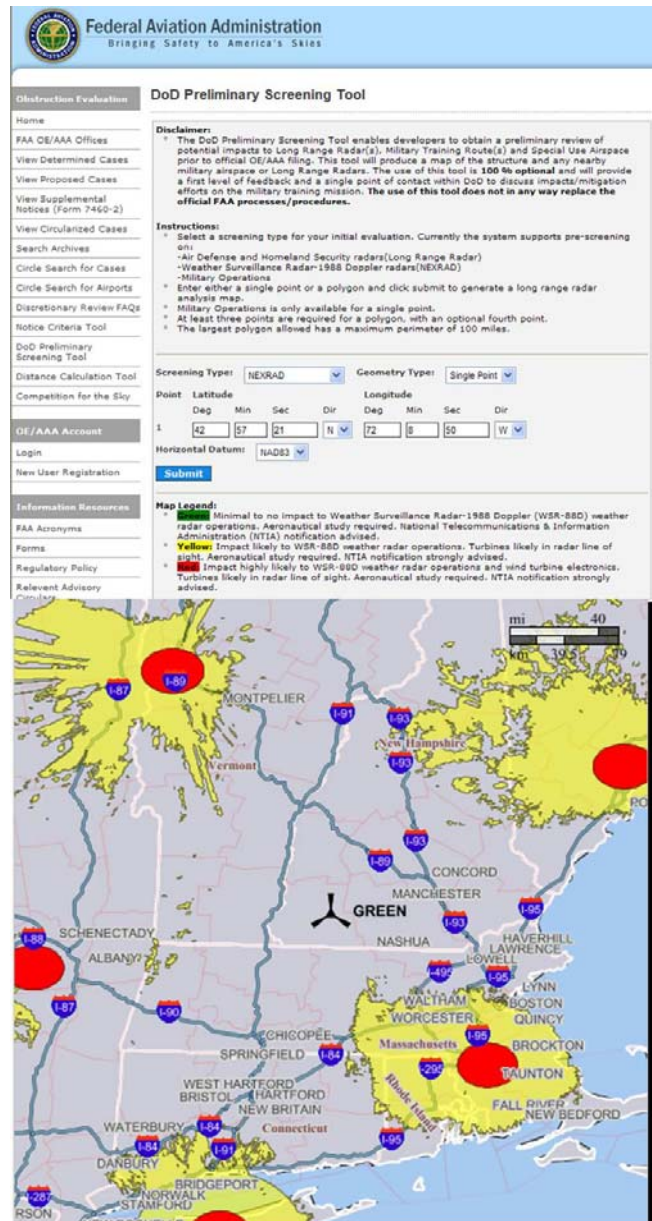 Federal Aviation Administration
Bringing Safety to America's Skies
Obstruction Evaluation
Home
FAA OE/AAA Offices
View Determined Cases
View Proposed Cases
View Supplemental
Notices (Form 7460-2)
View Circularized Cases
Search Archives
Circle Search for Cases
Circle Search for Airports
Discretionary Review FAQs
Notice Criteria Tool
DoD Preliminary
Screening Tool
Distance Calculation Tool
Competition for the Sky
OE/AAA Account
Login
New User Registration
Information Resources
FAA Acronyms
Forms
Regulatory Policy
Relevent Advisory
Circulars
DoD Preliminary Screening Tool
Disclaimer:
The DoD Preliminary Screening Tool enables developers to obtain a preliminary review of
potential impacts to Long Range Radar(s), Military Training Route(s) and Special Use Airspace
prior to official OE/AAA filing. This tool will produce a map of the structure and any nearby
military airspace or Long Range Radars. The use of this tool is 100 % optional and will provide
a first level of feedback and a single point of contact within DoD to discuss impacts/mitigation
efforts on the military training mission. The use of this tool does not in any way replace the
official FAA processes/procedures.
Instructions:
Select a screening type for your initial evaluation. Currently the system supports pre-screening
on:
-Air Defense and Homeland Security radars(Long Range Radar)
-Weather Surveillance Radar-1988 Doppler radars(NEXRAD)
-Military Operations
Enter either a single point or a polygon and click submit to generate a long range radar
analysis map.
Military Operations is only available for a single point.
At least three points are required for a polygon, with an optional fourth point.
The largest polygon allowed has a maximum perimeter of 100 miles.
Screening Type: NEXRAD Geometry Type: Single Point
Point Latitude Longitude
Deg Min Sec Dir Deg Min Sec Dir
1 42 57 21 N 72 8 50 W
Horizontal Datum: NAD83
Submit
Map Legend:
Green: Minimal to no impact to Weather Surveillance Radar-1988 Doppler (WSR-88D) weather
radar operations. Aeronautical study required. National Telecommunications & Information
Administration (NTIA) notification advised.
Yellow: Impact likely to WSR-88D weather radar operations. Turbines likely in radar line of
sight. Aeronautical study required. NTIA notification strongly advised.
Red: Impact highly likely to WSR-88D weather radar operations and wind turbine electronics.
Turbines likely in radar line of sight. Aeronautical study required. NTIA notification strongly
advised.
mi 40
km 39.5 79
I-89
I-87
MONTPELIER
I-91
I-93
New Hampshire
I-93
Vermont
PO
I-93
I-89
CONCORD
MANCHESTER
GREEN
I-95
I-93
SCHENECTADY
I-88
NASHUA
HAVERHILL
ALBANY
LAWRENCE
LOWELL
I-495
I-95
LYNN
I-87
I-90
WALTHAM
BOSTON
WORCESTER
QUINCY
CHICOPEE
I-95
Massachusetts
BROCKTON
SPRINGFIELD
I-84
I-295
TAUNTON
WEST HARTFORD
BRISTOL
HARTFORD
Rhode Island
FALL RIVER
NEW BRITAIN
NEW BEDFORD
WATERBURY
I-84
Connecticut
I-95
I-84
I-91
DANBURY
BRIDGEPORT
I-287
NORWALK
STAMFORD
RSON